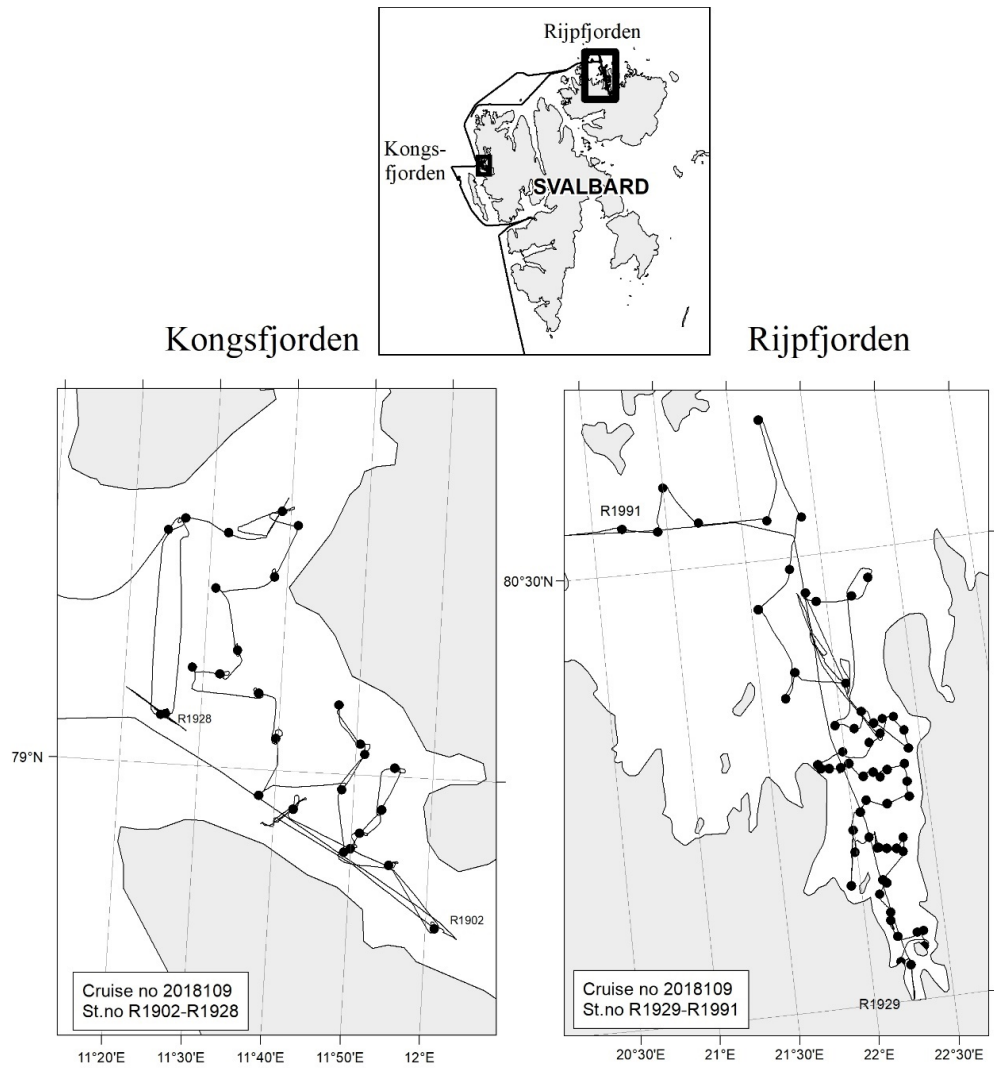 Rijpfjorden
Kongs-
fjorden
SVALBARD
Kongsfjorden
Rijpfjorden
R1991
80°30'N
R1928
79°N
R1902
Cruise no 2018109
St.no R1902-R1928
Cruise no 2018109
St.no R1929-R1991
R1929
11°20'E 11°30'E 11°40'E 11°50'E 12°E
20°30'E 21°E 21°30'E 22°E 22°30'E